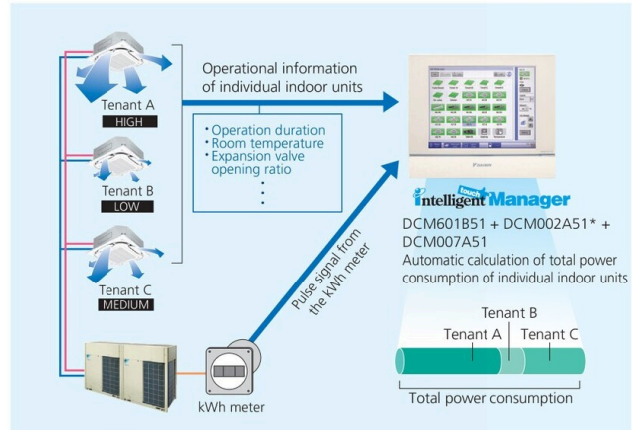 Tenant A
HIGH
Tenant B
LOW
Tenant C
MEDIUM
Operational information
of individual indoor units
• Operation duration
• Room temperature
• Expansion valve
opening ratio
Pulse signal from
the kWh meter
kWh meter
intelligent touch Manager
DCM601B51 + DCM002A51* +
DCM007A51
Automatic calculation of total power
consumption of individual indoor units
Tenant B
Tenant A
Tenant C
Total power consumption